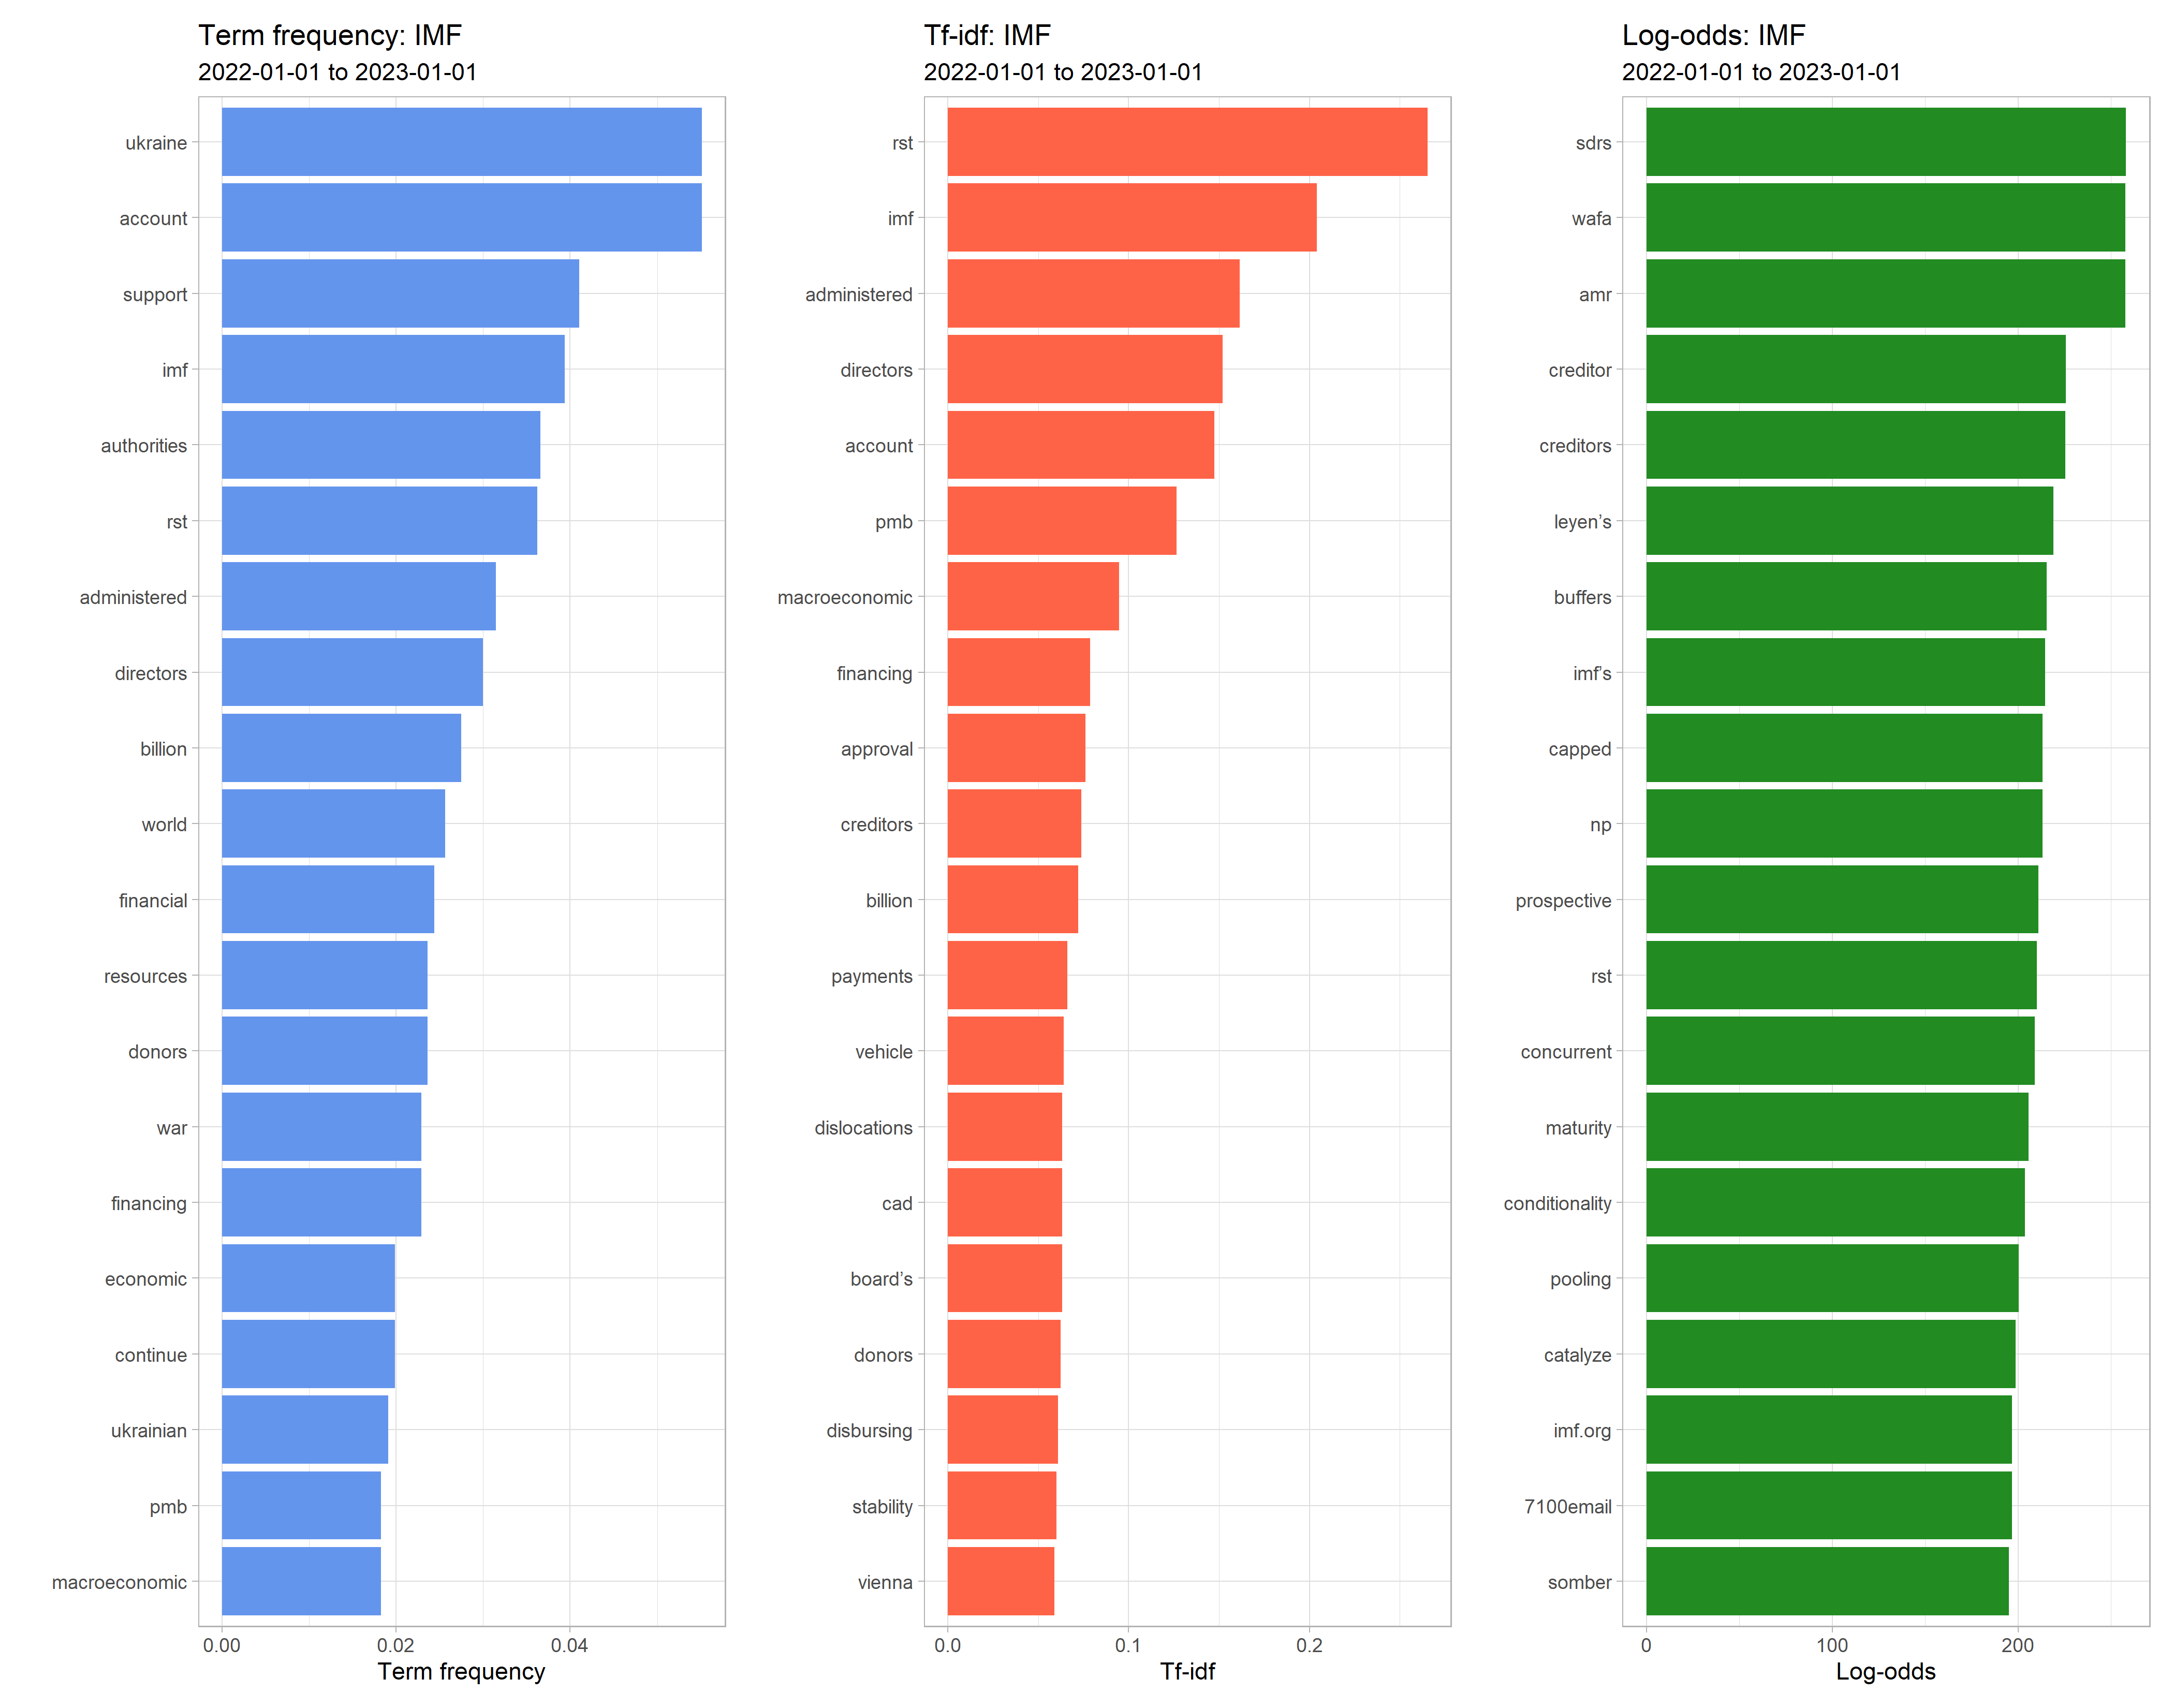 Term frequency: IMF
2022-01-01 to 2023-01-01
ukraine
account
support
imf
authorities
rst
administered
directors
billion
world
financial
resources
donors
war
financing
economic
continue
ukrainian
pmb
macroeconomic
0.00 0.02 0.04
Term frequency
Tf-idf: IMF
2022-01-01 to 2023-01-01
rst
imf
administered
directors
account
pmb
macroeconomic
financing
approval
creditors
billion
payments
vehicle
dislocations
cad
board’s
donors
disbursing
stability
vienna
0.0 0.1 0.2
Tf-idf
Log-odds: IMF
2022-01-01 to 2023-01-01
sdrs
wafa
amr
creditor
creditors
leyen’s
buffers
imf’s
capped
np
prospective
rst
concurrent
maturity
conditionality
pooling
catalyze
imf.org
7100email
somber
0 100 200
Log-odds